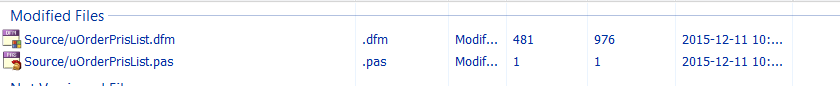 Modified Files
Source/uOrderPrisList.dfm .dfm Modif... 481 976 2015-12-11 10:...
Source/uOrderPrisList.pas .pas Modif... 1 1 2015-12-11 10:...